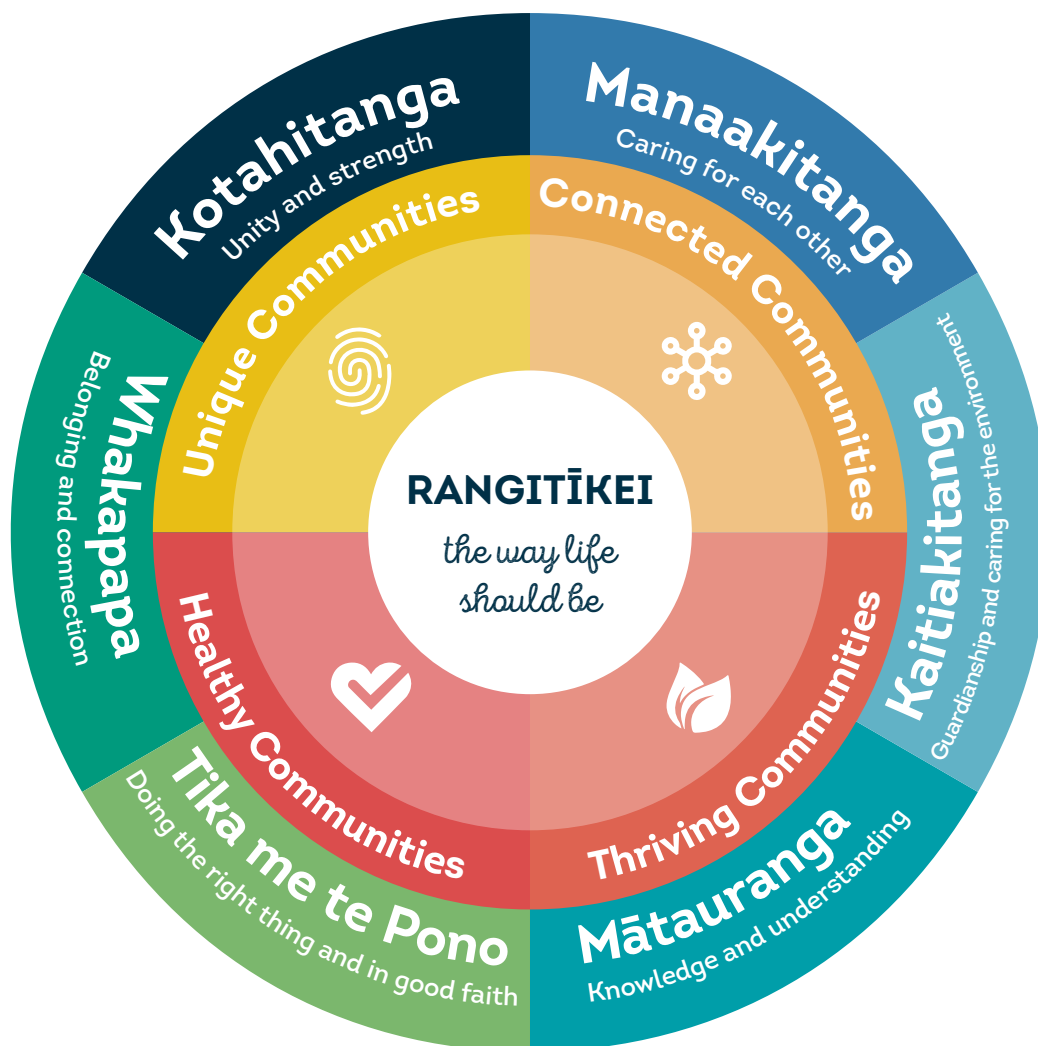 Kotahitanga
Unity and strength
Manaakitanga
Caring for each other
Kaitiakitanga
Guardianship and caring for the environment
Mātauranga
Knowledge and understanding
Tika me te Pono
Doing the right thing and in good faith
Whakapapa
Belonging and connection
Unique Communities
Connected Communities
Thriving Communities
Healthy Communities
RANGITĪKEI
the way life
should be